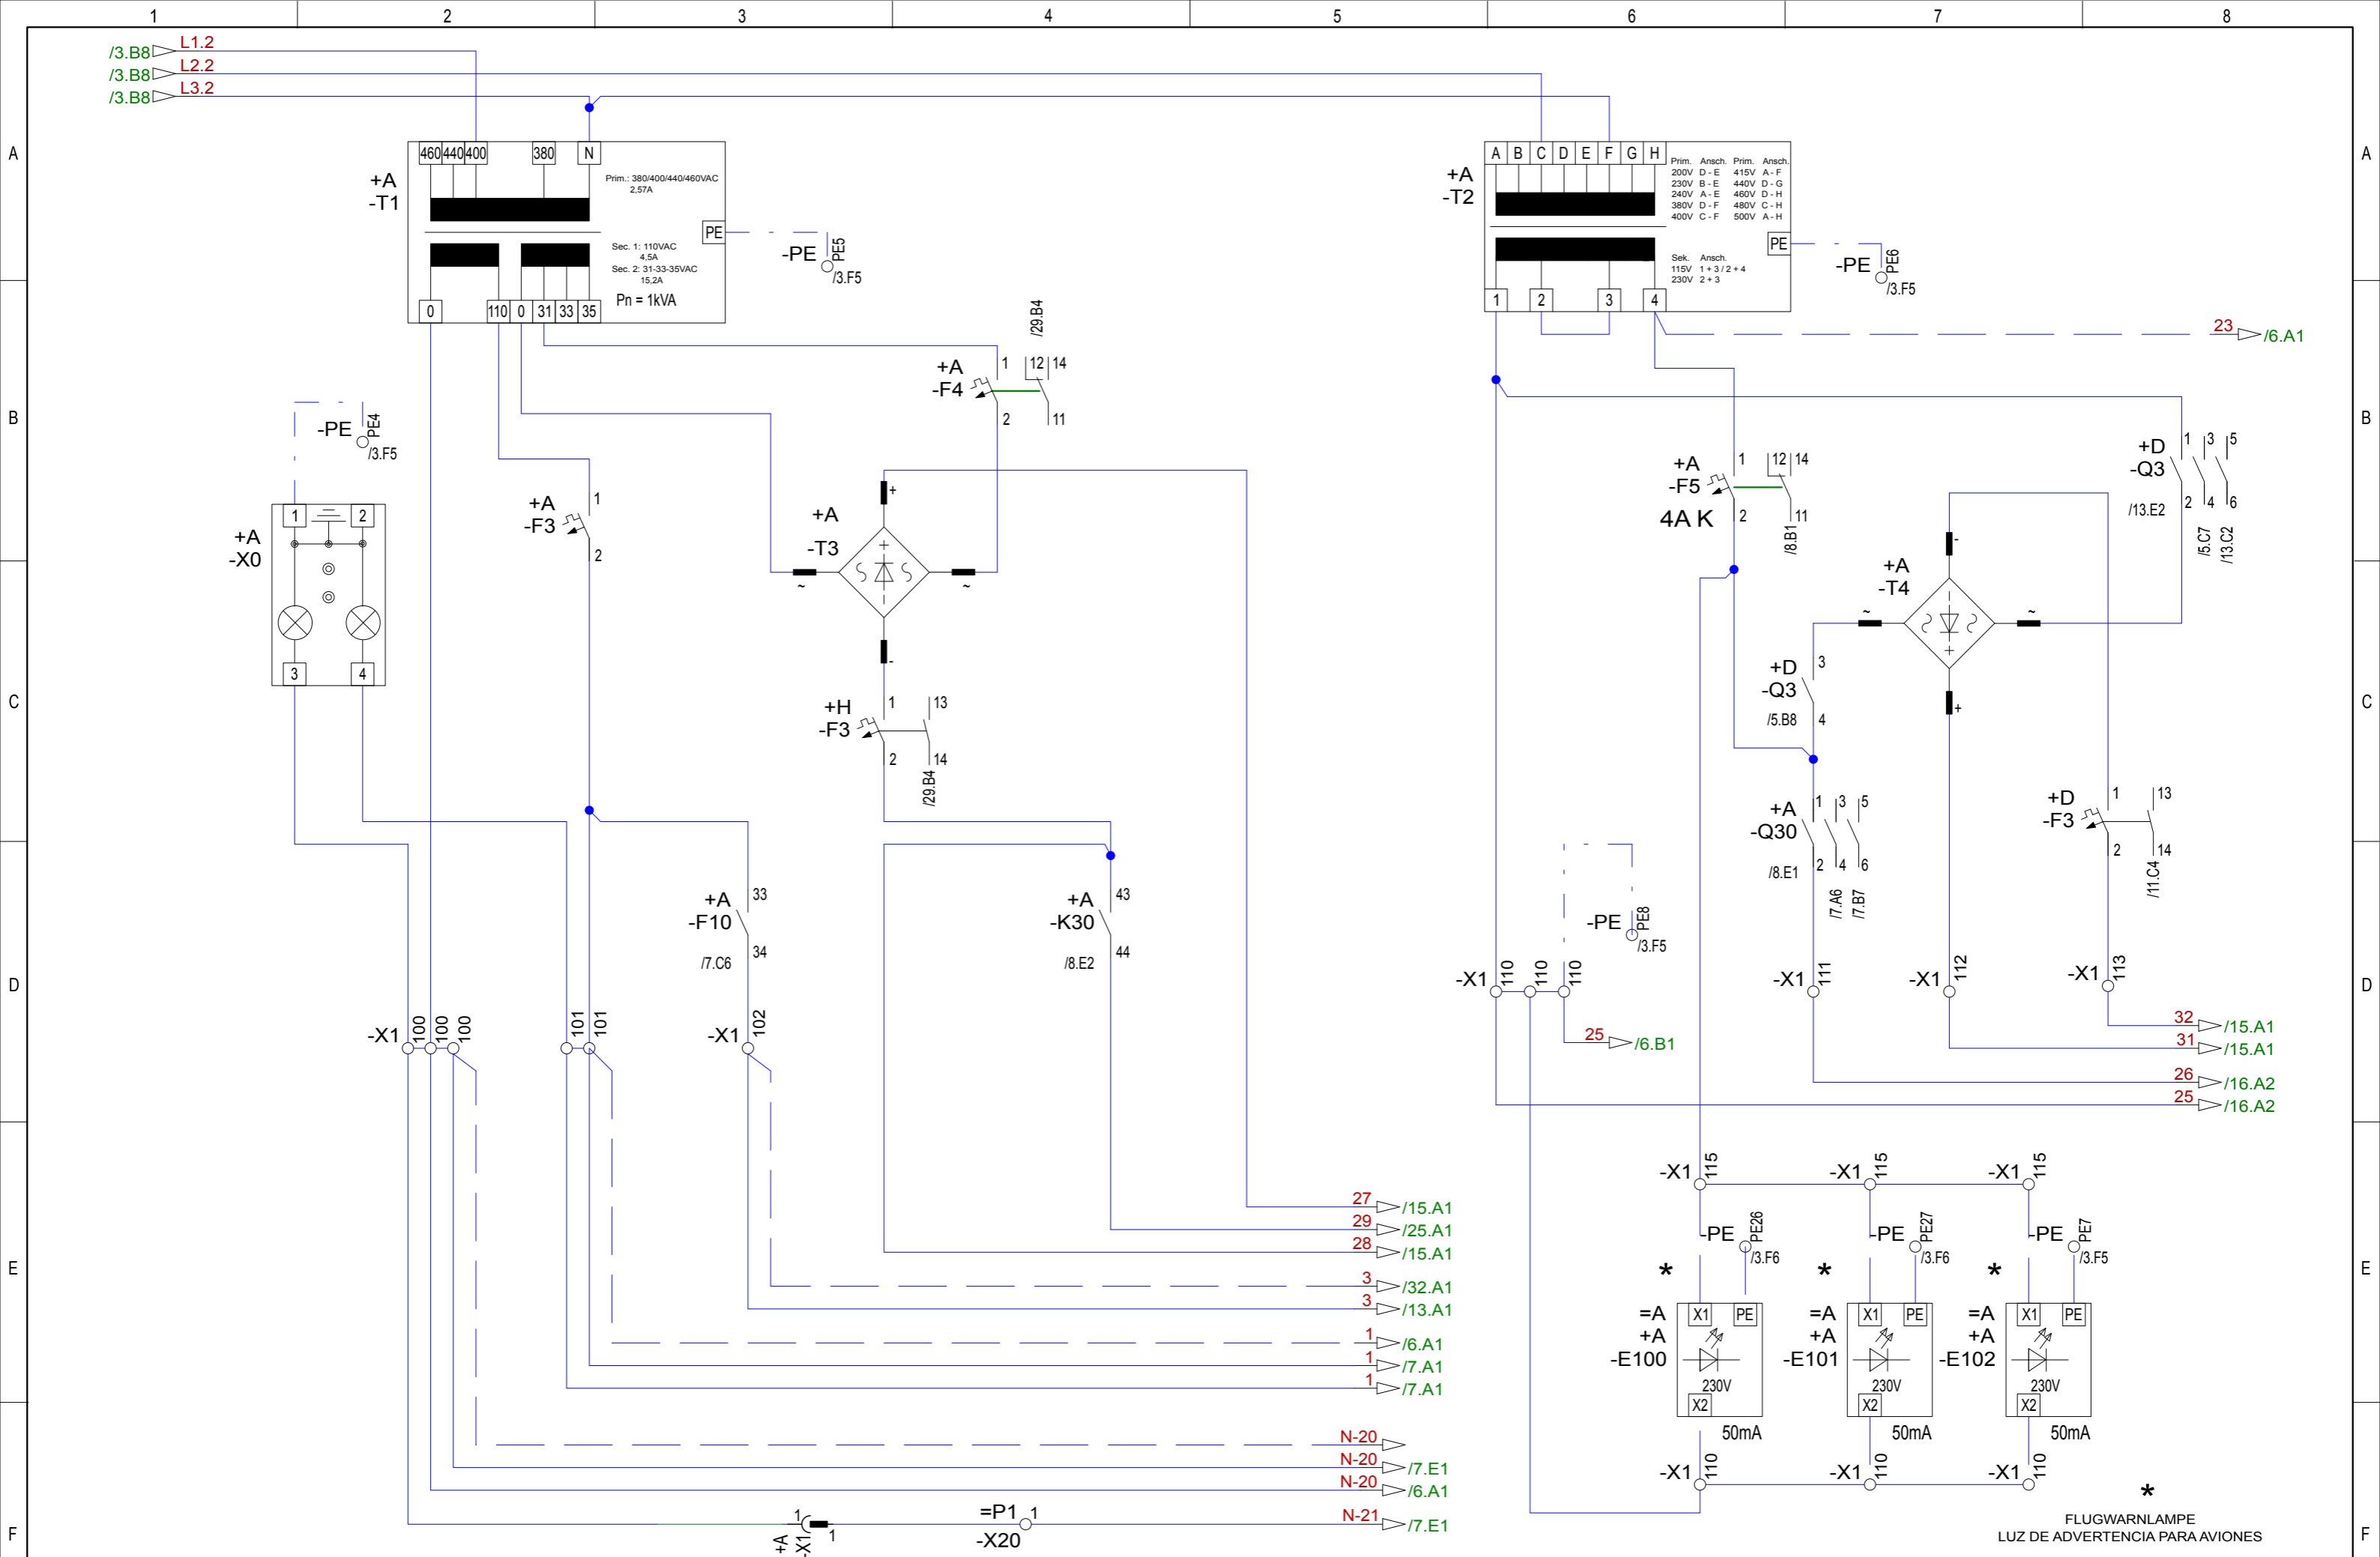 1 2 3 4 5 6 7 8
/3.B8 L1.2
/3.B8 L2.2
/3.B8 L3.2
A A
460 440 400 380 N
+A
-T1
Prim.: 380/400/440/460VAC
2,57A
PE
Sec. 1: 110VAC
4,5A
Sec. 2: 31-33-35VAC
15,2A
Pn = 1kVA
0 110 0 31 33 35
-PE PE5
/3.F5
A B C D E F G H
+A
-T2
Prim. Ansch. Prim. Ansch.
200V D - E 415V A - F
230V B - E 440V D - G
240V A - E 460V D - H
380V D - F 480V C - H
400V C - F 500V A - H
PE
Sek. Ansch.
115V 1 + 3 / 2 + 4
230V 2 + 3
1 2 3 4
-PE PE6
/3.F5
23 /6.A1
B B
/29.B4
+A
-F4
1 12 14
2 11
-PE PE4
/3.F5
+A
-X0
1 2
3 4
+A
-F3
1
2
+A
-T3
+
~ ~
+
-
+A
-F5
4A K
1 12 14
2 11
/8.B1
+D
-Q3
/13.E2
1 3 5
2 4 6
/5.C7
/13.C2
+A
-T4
-
~ ~
+
+
C C
+H
-F3
1 13
2 14
/29.B4
+D
-Q3
/5.B8
3
4
+A
-Q30
/8.E1
1 3 5
2 4 6
/7.A6
/7.B7
+D
-F3
1 13
2 14
/11.C4
D D
+A
-F10
/7.C6
33
34
+A
-K30
/8.E2
43
44
-PE PE8
/3.F5
-X1 110 110 110
-X1 111
-X1 112
-X1 113
-X1 100 100 100
101 101
-X1 102
25 /6.B1
32 /15.A1
31 /15.A1
26 /16.A2
25 /16.A2
E E
27 /15.A1
29 /25.A1
28 /15.A1
3 /32.A1
3 /13.A1
1 /6.A1
1 /7.A1
1 /7.A1
-X1 115 -X1 115 -X1 115
-PE PE26 -PE PE27 -PE PE7
/3.F6 /3.F6 /3.F5
* * *
=A X1 PE =A X1 PE =A X1 PE
+A +A +A
-E100 -E101 -E102
230V 230V 230V
X2 X2 X2
50mA 50mA 50mA
-X1 110 -X1 110 -X1 110
F F
N-20
N-20 /7.E1
N-20 /6.A1
N-21 /7.E1
+A
-X1
1 1
=P1 1
-X20
*
FLUGWARNLAMPE
LUZ DE ADVERTENCIA PARA AVIONES